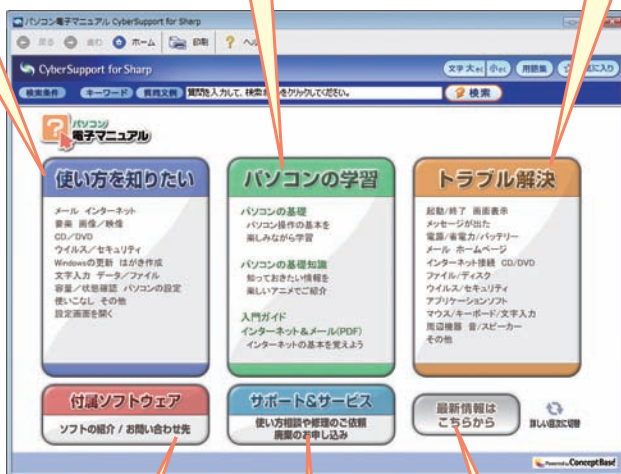 パソコン電子マニュアル CyberSupport for Sharp
戻る 進む ホーム 印刷
CyberSupport for Sharp
文字 大きく 小さく 用語集
検索条件 キーワード 質問文例 質問を入力して、検索ボタンをクリックしてください。 検索
パソコン
電子マニュアル
使い方を知りたい
メール インターネット
音楽 画像/映像
CD/DVD
ウイルス/セキュリティ
Windowsの更新 はがき作成
文字入力 データ/ファイル
容量/状態確認 パソコンの設定
使いこなし その他
設定画面を開く
パソコンの学習
パソコンの基礎
パソコン操作の基本を
楽しみながら学習
パソコンの基礎知識
知っておきたい情報を
楽しいアニメでご紹介
入門ガイド
インターネット&メール(PDF)
インターネットの基本を覚えよう
トラブル解決
起動/終了 画面表示
メッセージが出た
電源/省電力/バッテリー
メール ホームページ
インターネット接続 CD/DVD
ファイル/ディスク
ウイルス/セキュリティ
アプリケーションソフト
マウス/キーボード/文字入力
周辺機器 音/スピーカー
その他
付属ソフトウェア
ソフトの紹介 / お問い合わせ先
サポート&サービス
使い方相談や修理のご依頼
廃棄のお申し込み
最新情報は
こちらから
詳しい目次に切替
Powered by ConceptBase